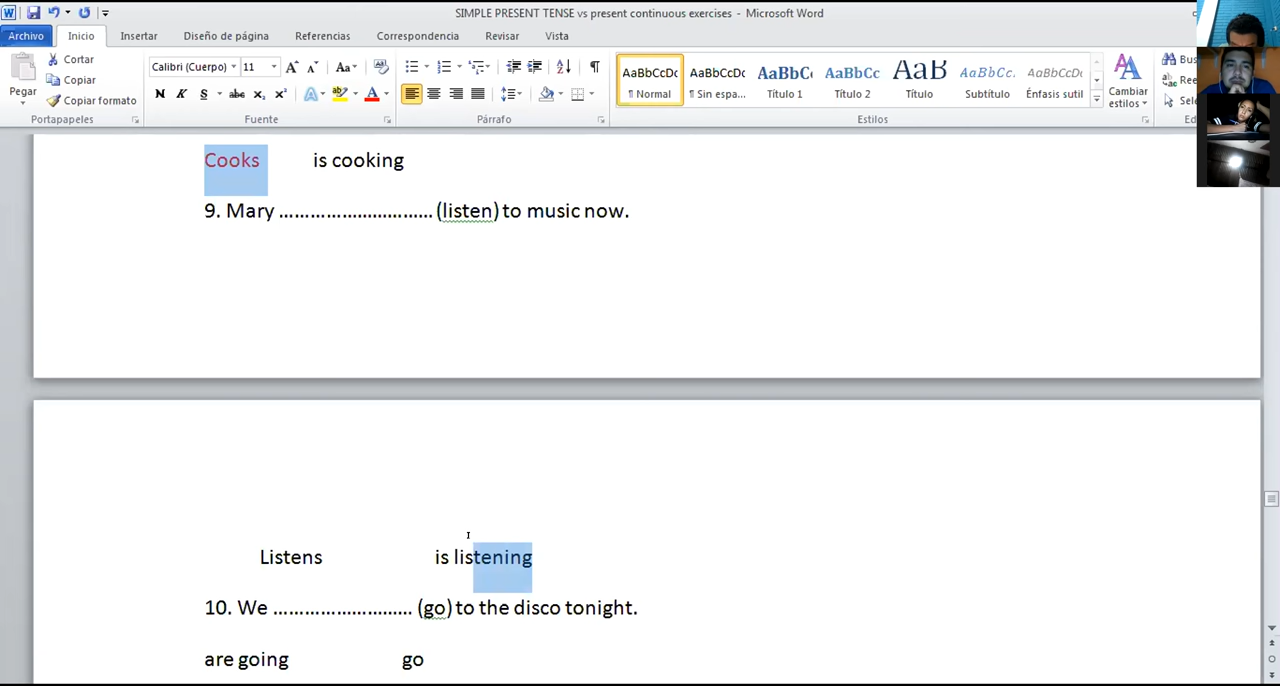 SIMPLE PRESENT TENSE vs present continuous exercises - Microsoft Word
Archivo Inicio Insertar Diseño de página Referencias Correspondencia Revisar Vista
Pegar
Cortar
Copiar
Copiar formato
Portapapeles
Calibri (Cuerpo) 11
N K S abc x₂ x²
Fuente
Párrafo
AaBbCcDc AaBbCcDc AaBbC AaBbCc AaB AaBbCc. AaBbCcDc
¶ Normal ¶ Sin espa... Título 1 Título 2 Título Subtítulo Énfasis sutil
Cambiar
estilos
Estilos
Cooks is cooking
9. Mary .............................. (listen) to music now.
Listens is listening
10. We ........................... (go) to the disco tonight.
are going go